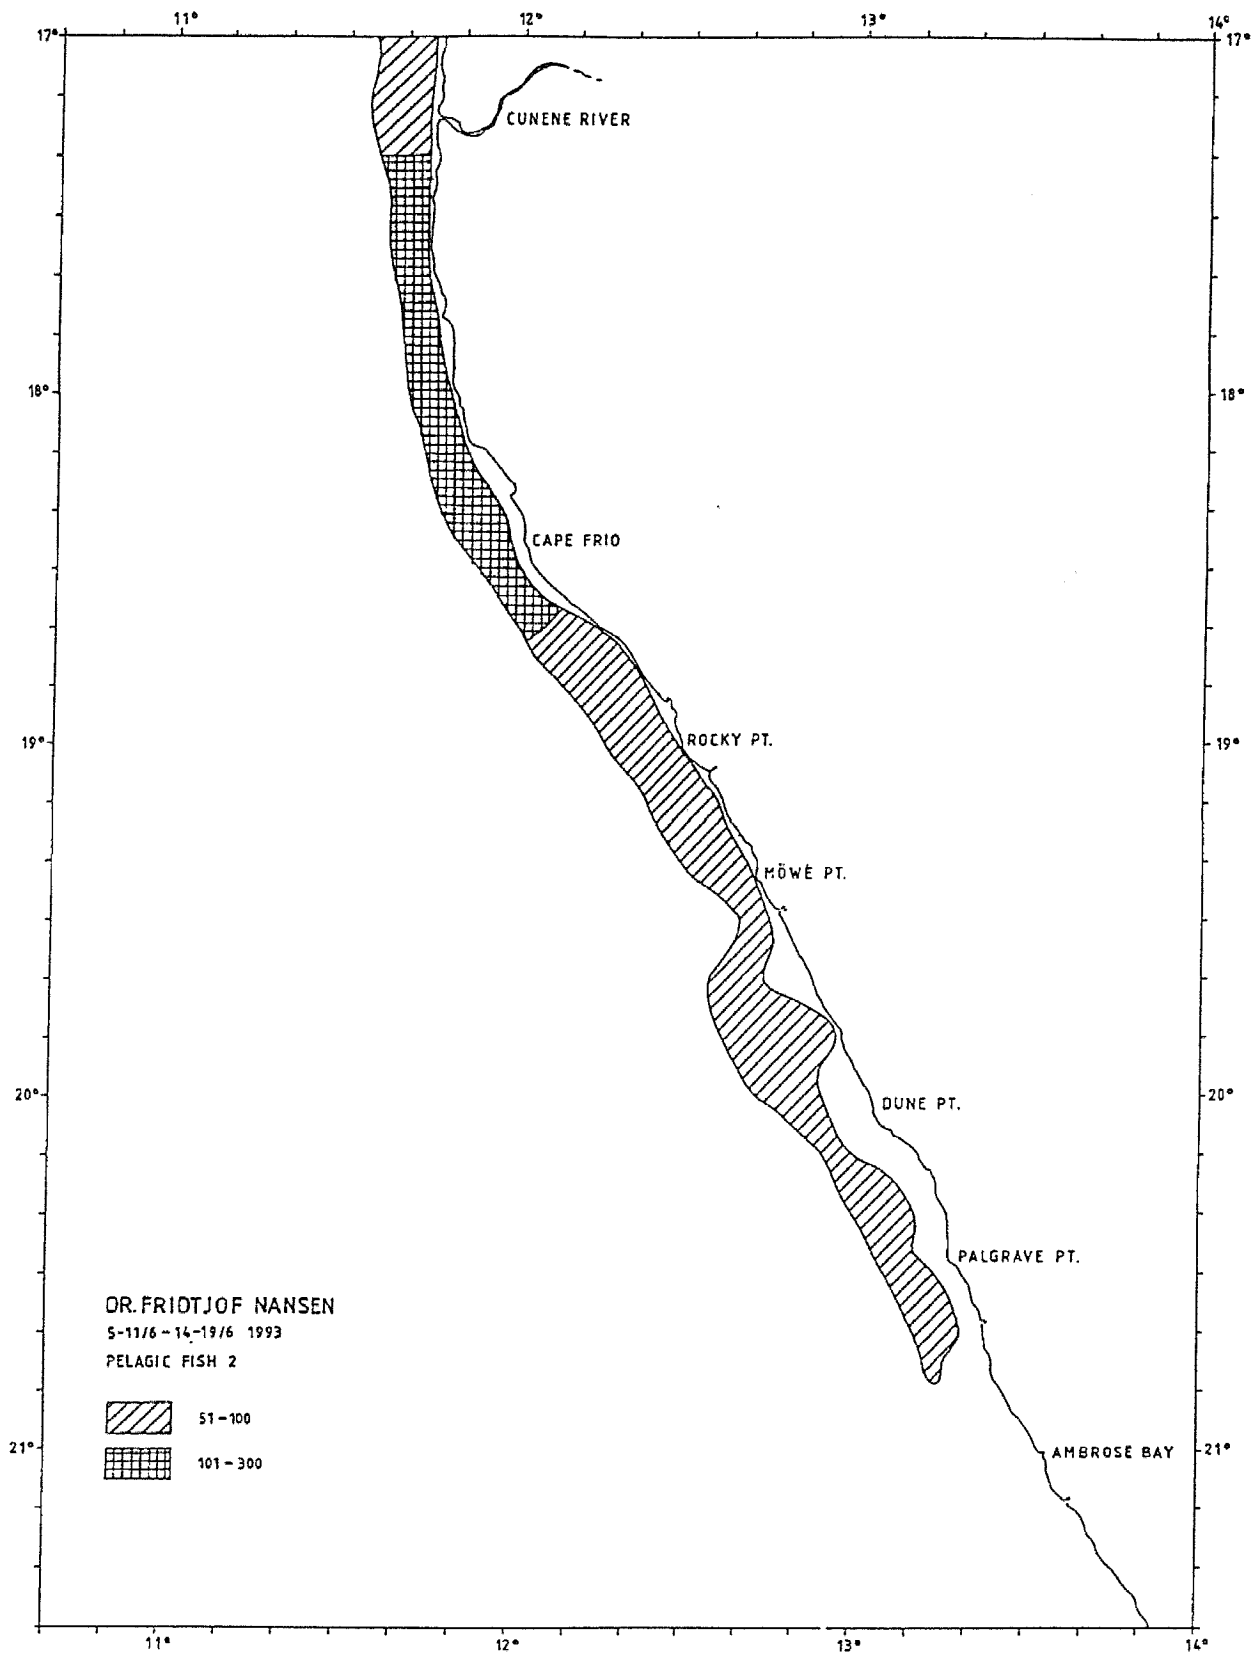 11° 12° 13° 14°
17° 17°
CUNENE RIVER
18° 18°
CAPE FRIO
19° 19°
ROCKY PT.
MÖWE PT.
20° 20°
DUNE PT.
PALGRAVE PT.
DR. FRIDTJOF NANSEN
5-11/6 - 14-19/6 1993
PELAGIC FISH 2
51-100
21° 21°
AMBROSE BAY
101-300
11° 12° 13° 14°